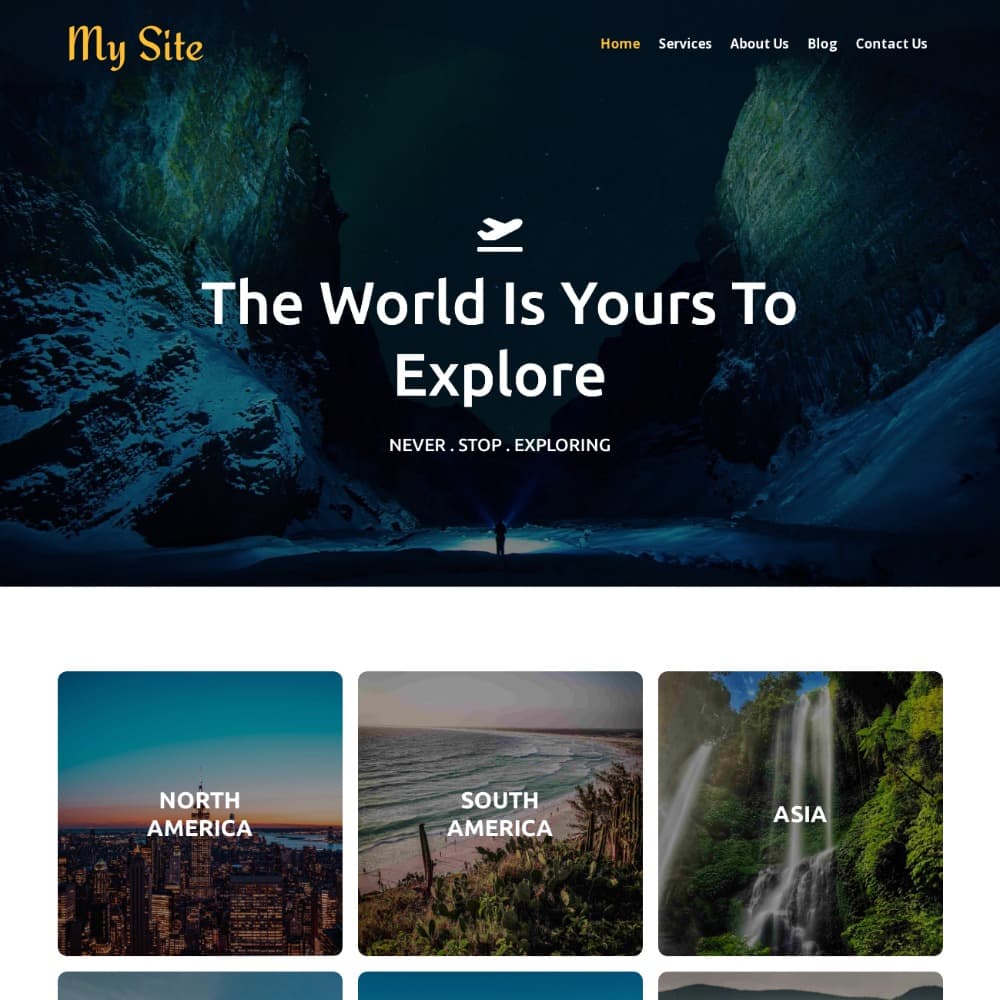 My Site
Home Services About Us Blog Contact Us
The World Is Yours To
Explore
NEVER . STOP . EXPLORING
NORTH
AMERICA
SOUTH
AMERICA
ASIA